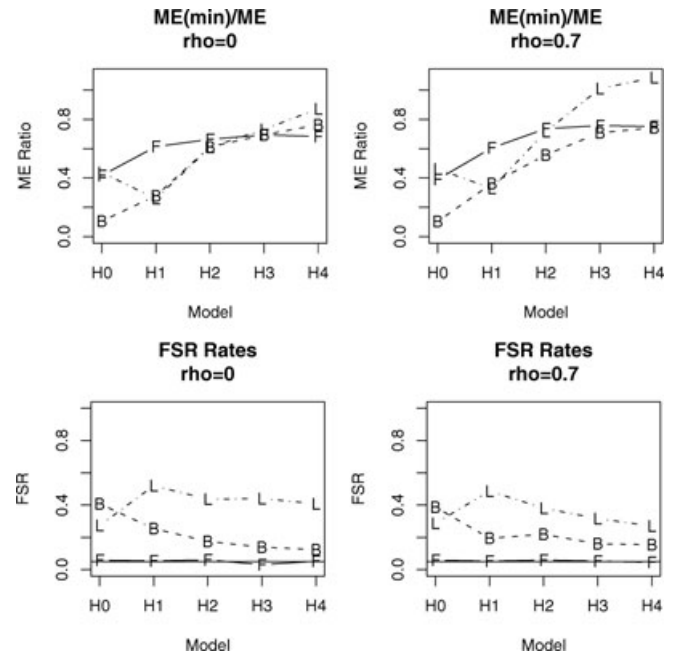 ME(min)/ME
rho=0
ME Ratio
0.8
0.4
0.0
F
F
F
F
F
L
L
L
L
L
B
B
B
B
B
H0 H1 H2 H3 H4
Model
ME(min)/ME
rho=0.7
ME Ratio
0.8
0.4
0.0
F
F
F
F
F
L
L
L
L
L
B
B
B
B
B
H0 H1 H2 H3 H4
Model
FSR Rates
rho=0
FSR
0.8
0.4
0.0
L
L
L
L
L
B
B
B
B
B
F
F
F
F
F
H0 H1 H2 H3 H4
Model
FSR Rates
rho=0.7
FSR
0.8
0.4
0.0
L
L
L
L
L
B
B
B
B
B
F
F
F
F
F
H0 H1 H2 H3 H4
Model